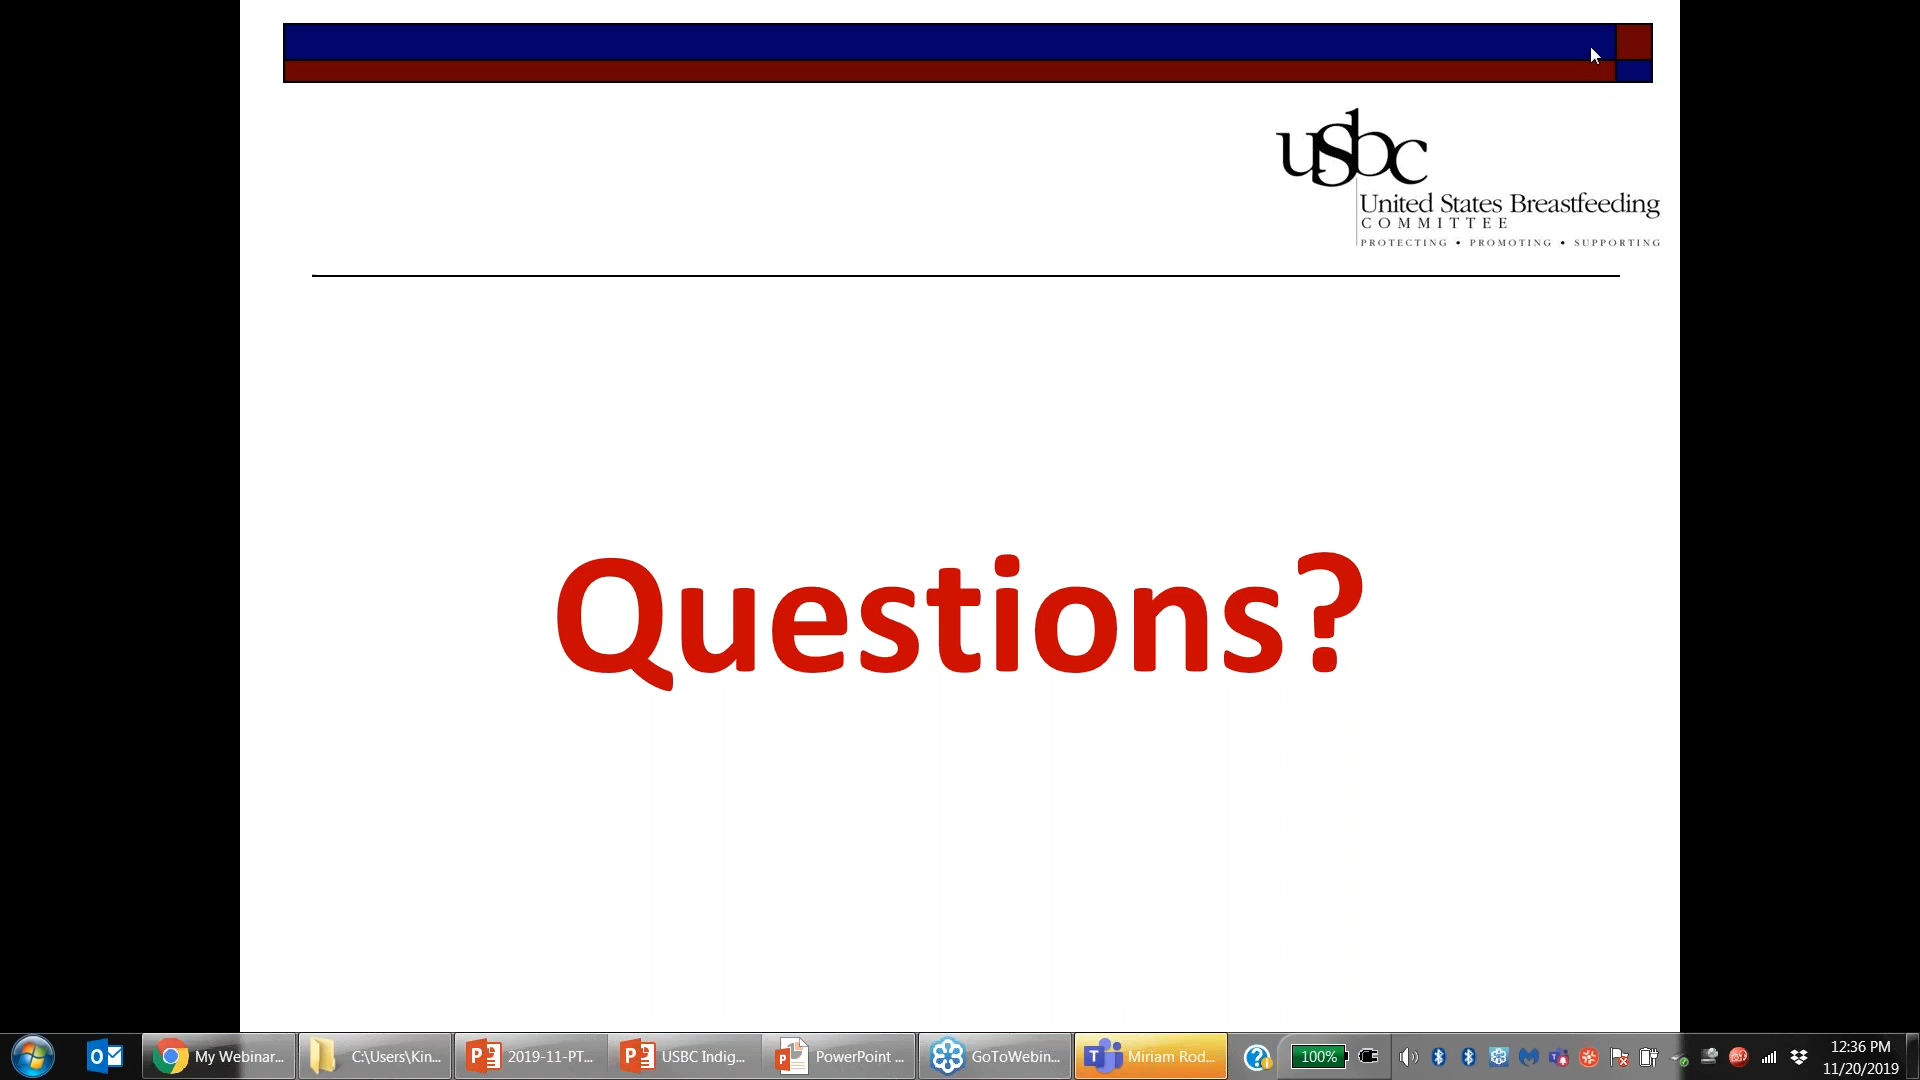 usbc
United States Breastfeeding
COMMITTEE
PROTECTING • PROMOTING • SUPPORTING
Questions?
My Webinar...
C:\Users\Kin...
2019-11-PT...
USBC Indig...
PowerPoint ...
GoToWebin...
Miriam Rod...
100%
12:36 PM
11/20/2019